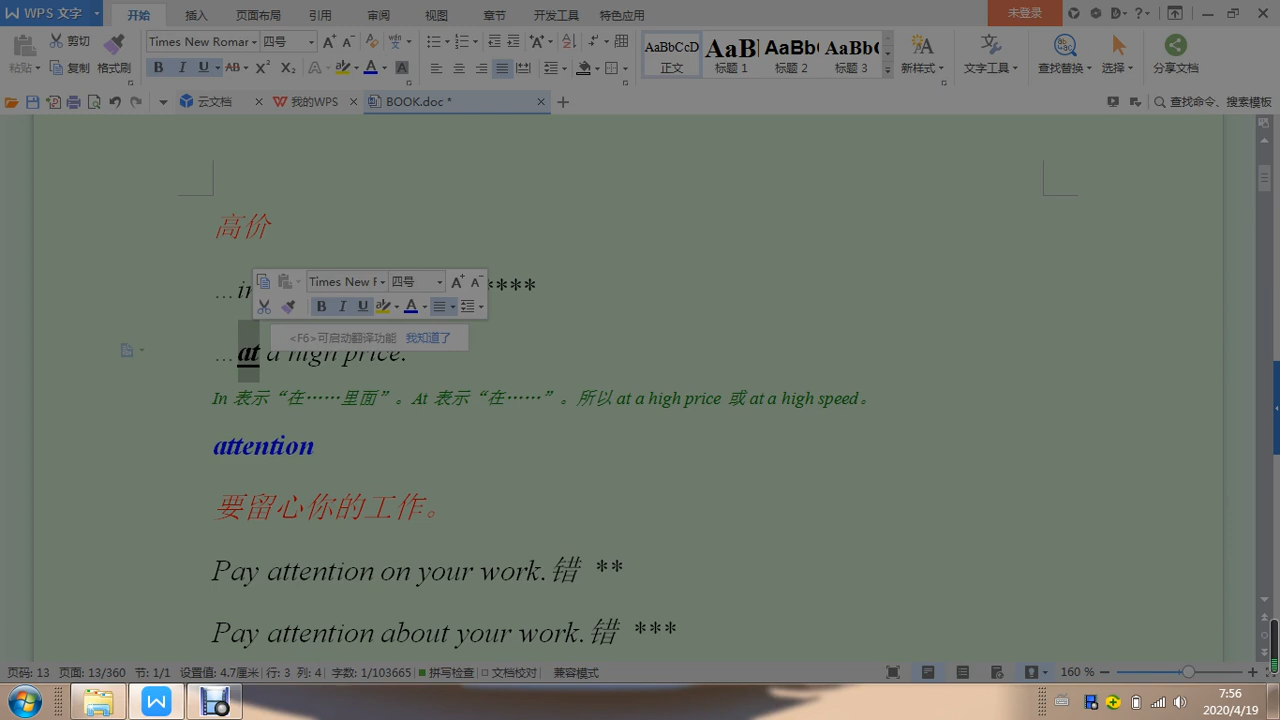 WPS 文字
开始 插入 页面布局 引用 审阅 视图 章节 开发工具 特色应用 未登录
粘贴 剪切 复制 格式刷 Times New Romar 四号
B I U AB X² X₂ A
AaBbCcD 正文 AaBl 标题 1 AaBb( 标题 2 AaBb( 标题 3 新样式 文字工具 查找替换 选择 分享文档
云文档 我的WPS BOOK.doc * 查找命令、搜索模板
高价
...in
****
Times New F 四号
B I U A
<F6>可启动翻译功能 我知道了
...at a high price.
In 表示“在……里面”。At 表示“在……”。所以 at a high price 或 at a high speed。
attention
要留心你的工作。
Pay attention on your work.错 **
Pay attention about your work.错 ***
页码: 13 页面: 13/360 节: 1/1 设置值: 4.7厘米 行: 3 列: 4 字数: 1/103665 拼写检查 文档校对 兼容模式 160 %
7:56
2020/4/19